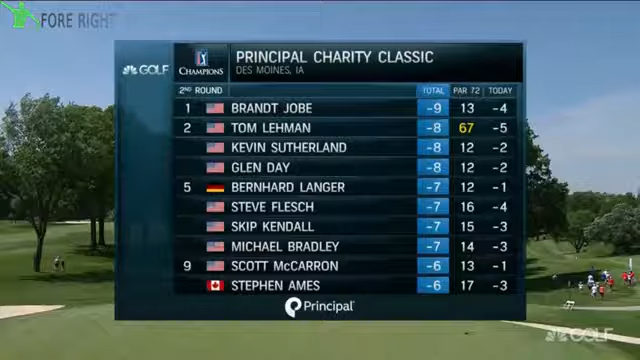 FORE RIGHT
GOLF
PGA TOUR
CHAMPIONS
PRINCIPAL CHARITY CLASSIC
DES MOINES, IA
2ND ROUND TOTAL PAR 72 TODAY
1 BRANDT JOBE -9 13 -4
2 TOM LEHMAN -8 67 -5
KEVIN SUTHERLAND -8 12 -2
GLEN DAY -8 12 -2
5 BERNHARD LANGER -7 12 -1
STEVE FLESCH -7 16 -4
SKIP KENDALL -7 15 -3
MICHAEL BRADLEY -7 14 -3
9 SCOTT McCARRON -6 13 -1
STEPHEN AMES -6 17 -3
Principal
GOLF